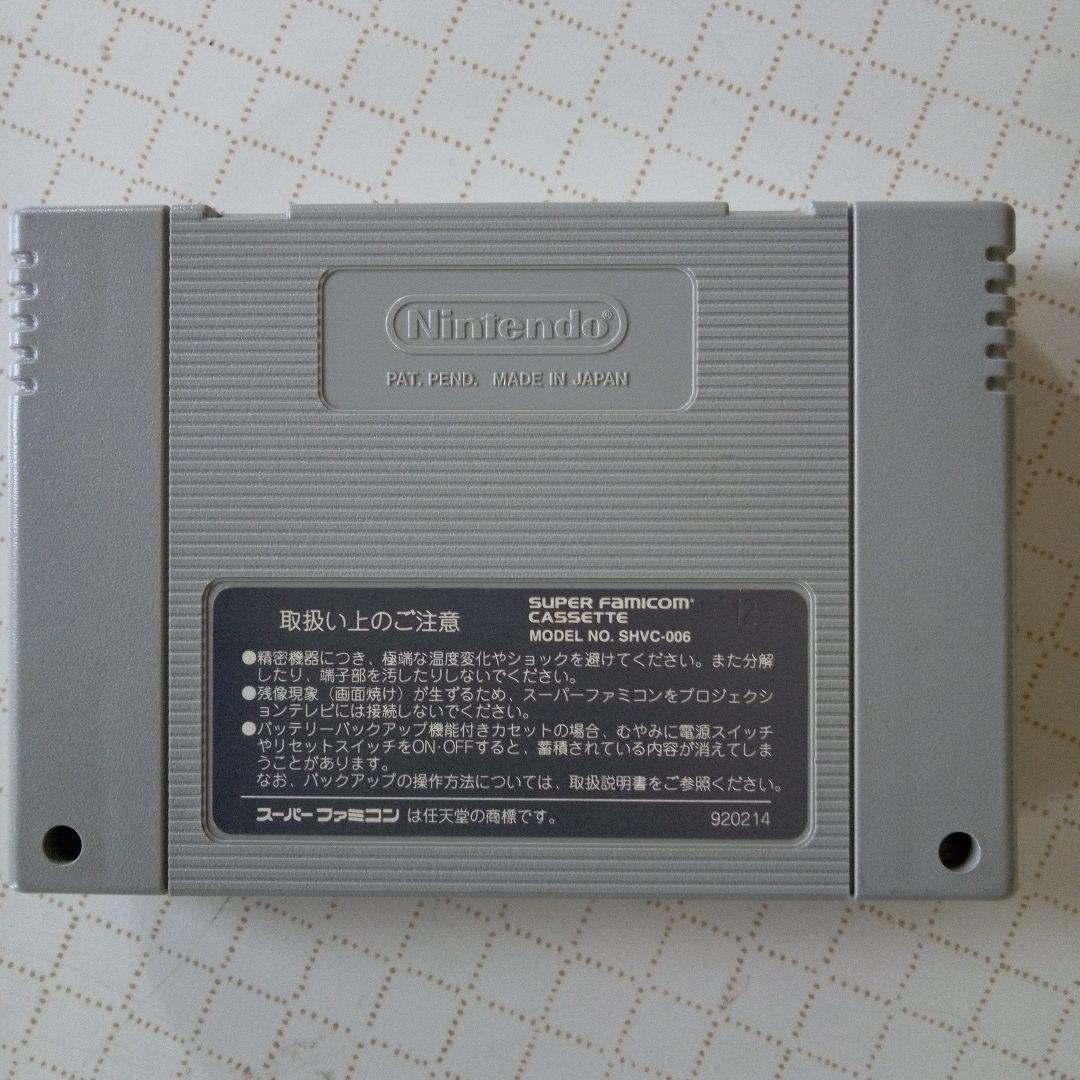 Nintendo®
PAT. PEND. MADE IN JAPAN
取扱い上のご注意
SUPER FAMICOM®
CASSETTE
MODEL NO. SHVC-006
12
●精密機器につき、極端な温度変化やショックを避けてください。また分解
したり、端子部を汚したりしないでください。
●残像現象（画面焼け）が生ずるため、スーパーファミコンをプロジェクシ
ョンテレビには接続しないでください。
●バッテリーバックアップ機能付きカセットの場合、むやみに電源スイッチ
やリセットスイッチをON·OFFすると、蓄積されている内容が消えてしま
うことがあります。
なお、バックアップの操作方法については、取扱説明書をご参照ください。
スーパーファミコン は任天堂の商標です。
920214